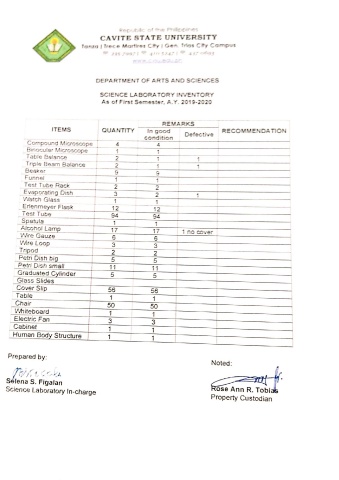 Republic of the Philippines
CAVITE STATE UNIVERSITY
Tanza | Trece Martires City | Gen. Trias City Campus
DEPARTMENT OF ARTS AND SCIENCES
SCIENCE LABORATORY INVENTORY
As of First Semester, A.Y. 2019-2020
ITEMS QUANTITY REMARKS RECOMMENDATION
In good condition Defective
Compound Microscope 4 4
Binoculer Microscope 1 1
Table Balance 2 1 1
Triple Beam Balance 2 1 1
Beaker 9 9
Funnel 1 1
Test Tube Rack 2 2
Evaporating Dish 3 2 1
Watch Glass 1 1
Erlenmeyer Flask 12 12
Test Tube 94 94
Spatula 1 1
Alcohol Lamp 17 17 1 no cover
Wire Gauze
Wire Loop 3 3
Tripod 2 2
Petri Dish big 5 5
Petri Dish small 11 11
Graduated Cylinder 5 5
Glass Slides
Cover Slip 56 56
Table 1 1
Chair 50 50
Whiteboard 1 1
Electric Fan 3 3
Cabinet 1 1
Human Body Structure 1 1
Prepared by:
Selena S. Figalan
Science Laboratory In-charge
Noted:
Rose Ann R. Tobias
Property Custodian